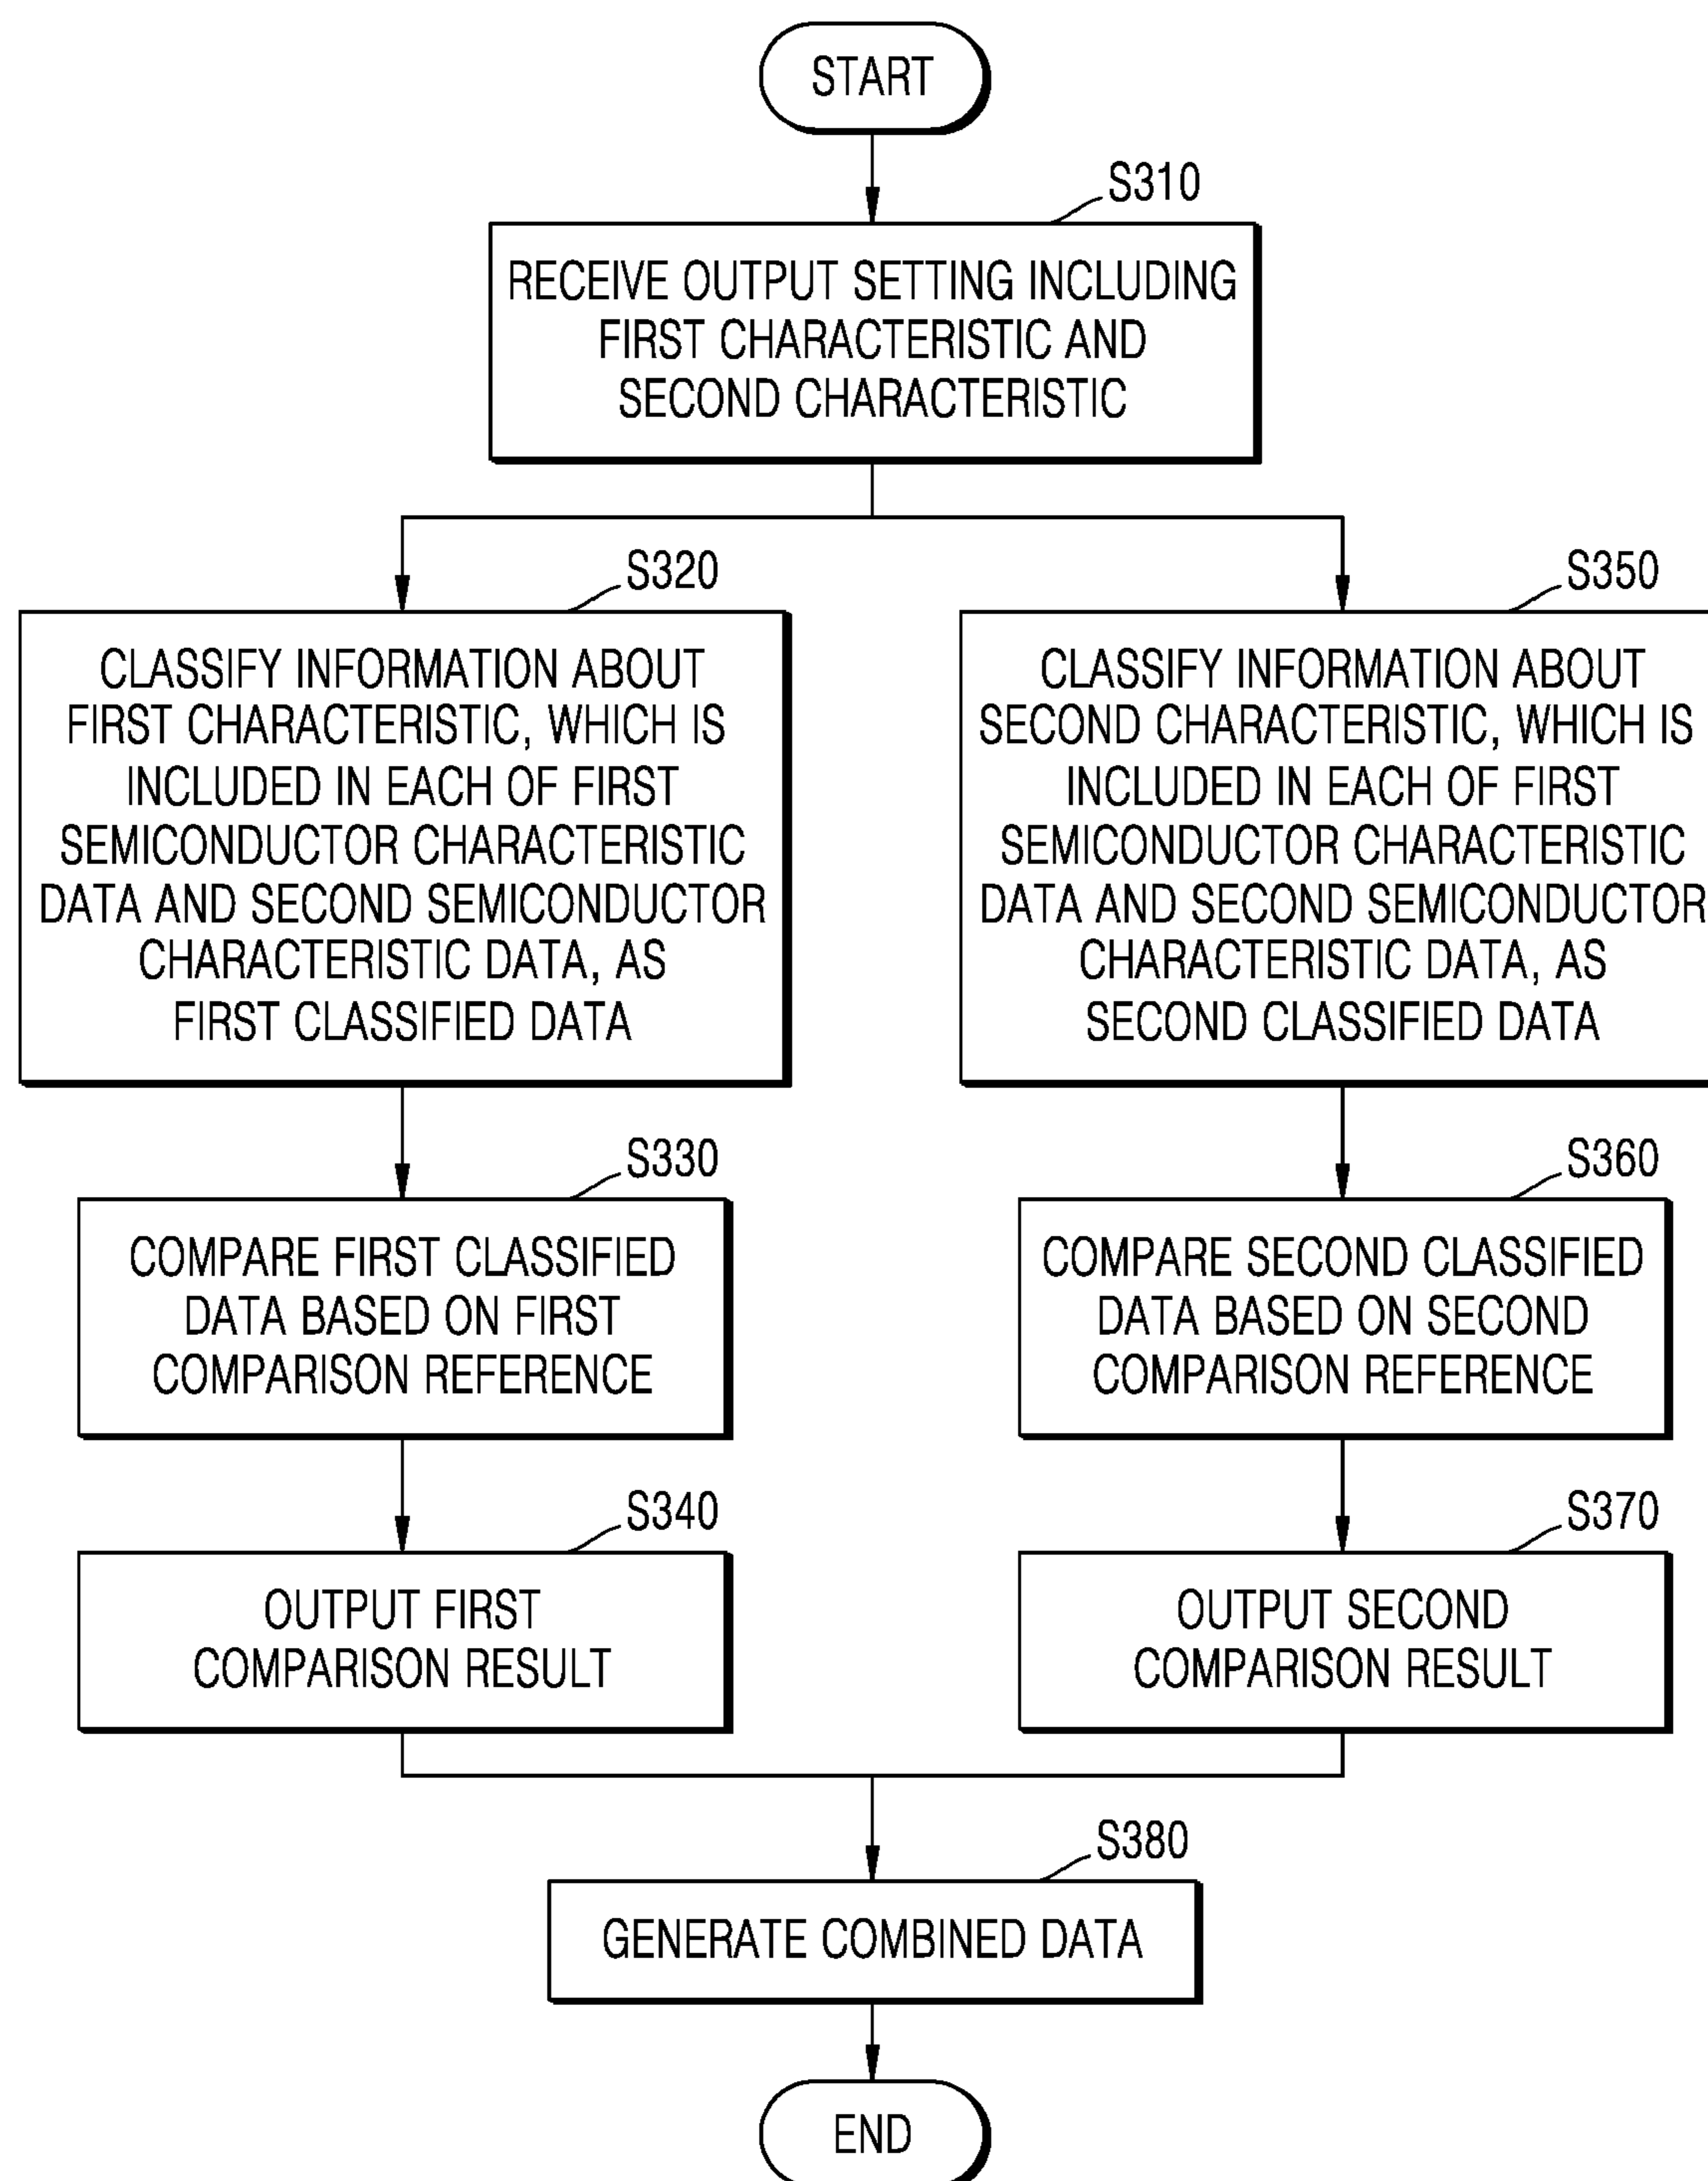 START
S310
RECEIVE OUTPUT SETTING INCLUDING
FIRST CHARACTERISTIC AND
SECOND CHARACTERISTIC
S320
CLASSIFY INFORMATION ABOUT
FIRST CHARACTERISTIC, WHICH IS
INCLUDED IN EACH OF FIRST
SEMICONDUCTOR CHARACTERISTIC
DATA AND SECOND SEMICONDUCTOR
CHARACTERISTIC DATA, AS
FIRST CLASSIFIED DATA
S330
COMPARE FIRST CLASSIFIED
DATA BASED ON FIRST
COMPARISON REFERENCE
S340
OUTPUT FIRST
COMPARISON RESULT
S350
CLASSIFY INFORMATION ABOUT
SECOND CHARACTERISTIC, WHICH IS
INCLUDED IN EACH OF FIRST
SEMICONDUCTOR CHARACTERISTIC
DATA AND SECOND SEMICONDUCTOR
CHARACTERISTIC DATA, AS
SECOND CLASSIFIED DATA
S360
COMPARE SECOND CLASSIFIED
DATA BASED ON SECOND
COMPARISON REFERENCE
S370
OUTPUT SECOND
COMPARISON RESULT
S380
GENERATE COMBINED DATA
END